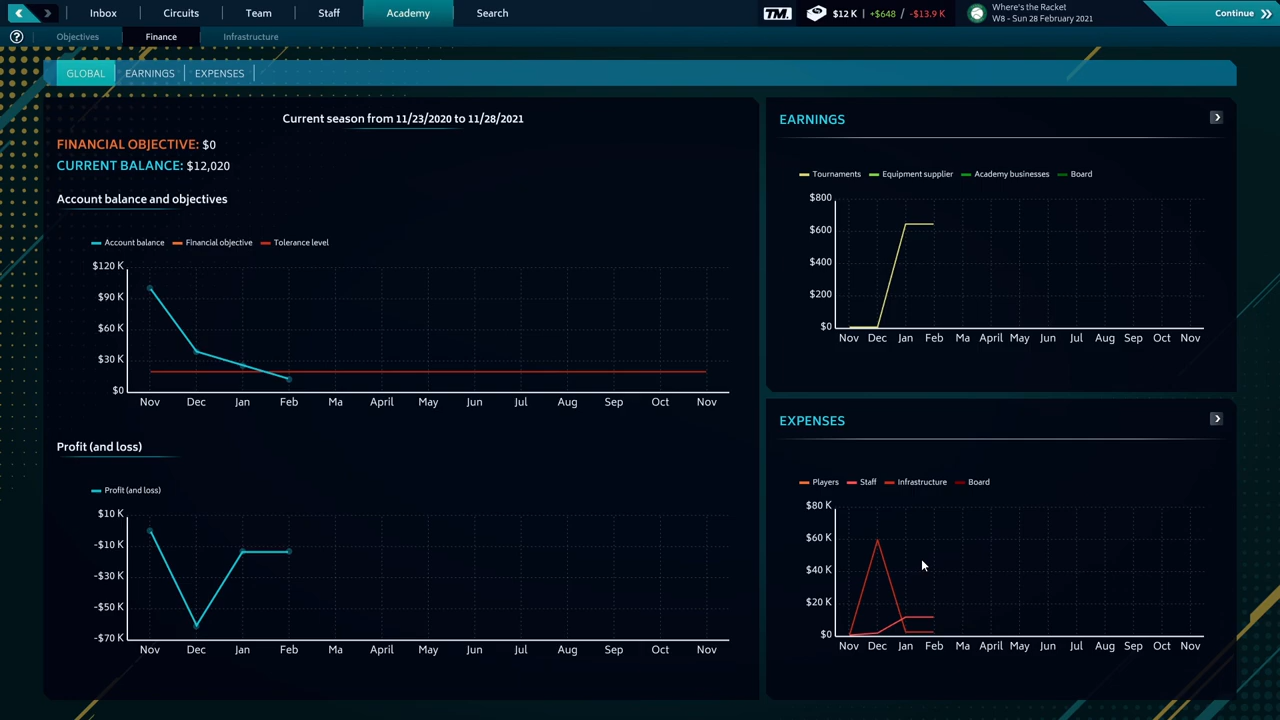 Inbox
Circuits
Team
Staff
Academy
Search
TM.
$12 K | +$648 / -$13.9 K
Where's the Racket
W8 - Sun 28 February 2021
Continue
?
Objectives
Finance
Infrastructure
GLOBAL
EARNINGS
EXPENSES
Current season from 11/23/2020 to 11/28/2021
FINANCIAL OBJECTIVE: $0
CURRENT BALANCE: $12,020
Account balance and objectives
Account balance
Financial objective
Tolerance level
$120 K
$90 K
$60 K
$30 K
$0
Nov Dec Jan Feb Ma April May Jun Jul Aug Sep Oct Nov
Profit (and loss)
Profit (and loss)
$10 K
-$10 K
-$30 K
-$50 K
-$70 K
Nov Dec Jan Feb Ma April May Jun Jul Aug Sep Oct Nov
EARNINGS
Tournaments
Equipment supplier
Academy businesses
Board
$800
$600
$400
$200
$0
Nov Dec Jan Feb Ma April May Jun Jul Aug Sep Oct Nov
EXPENSES
Players
Staff
Infrastructure
Board
$80 K
$60 K
$40 K
$20 K
$0
Nov Dec Jan Feb Ma April May Jun Jul Aug Sep Oct Nov